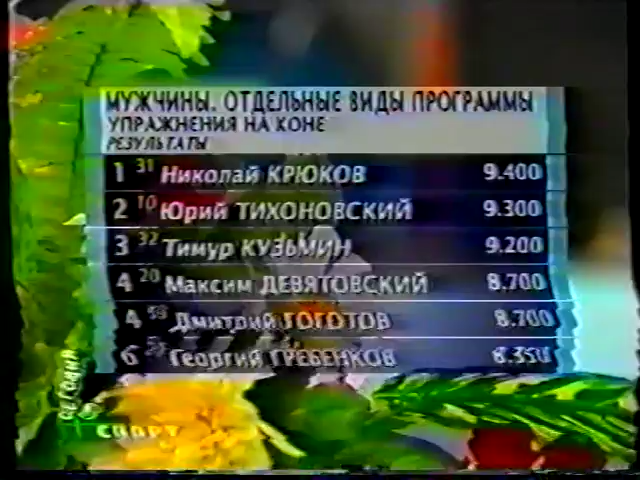 МУЖЧИНЫ. ОТДЕЛЬНЫЕ ВИДЫ ПРОГРАММЫ
УПРАЖНЕНИЯ НА КОНЕ
РЕЗУЛЬТАТЫ
1 31 Николай КРЮКОВ 9.400
2 10 Юрий ТИХОНОВСКИЙ 9.300
3 32 Тимур КУЗЬМИН 9.200
4 20 Максим ДЕВЯТОВСКИЙ 8.700
4 Дмитрий ГОГОТОВ 8.700
6 Георгий ГРЕБЕНКОВ 8.350
СЕГОДНЯ
СПОРТ